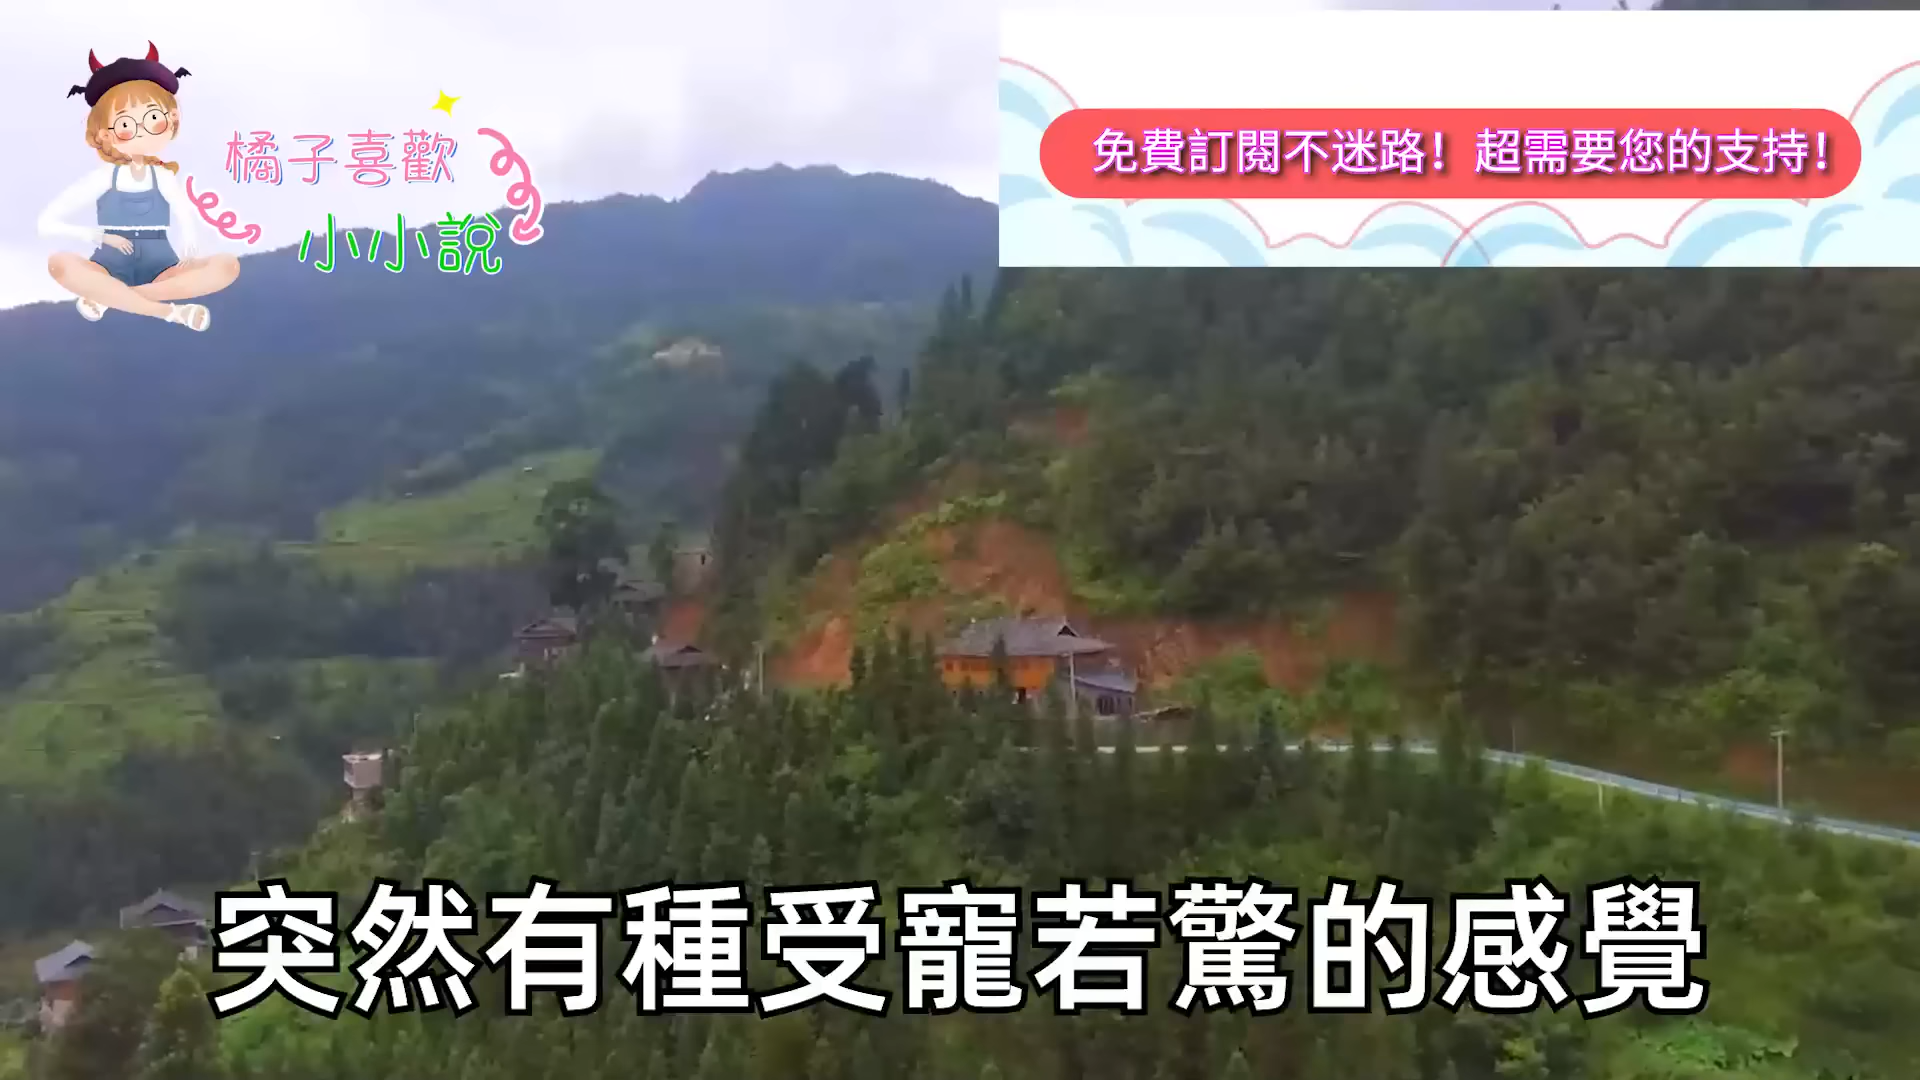 橘子喜歡
小小說
免費訂閱不迷路！超需要您的支持！
突然有種受寵若驚的感覺